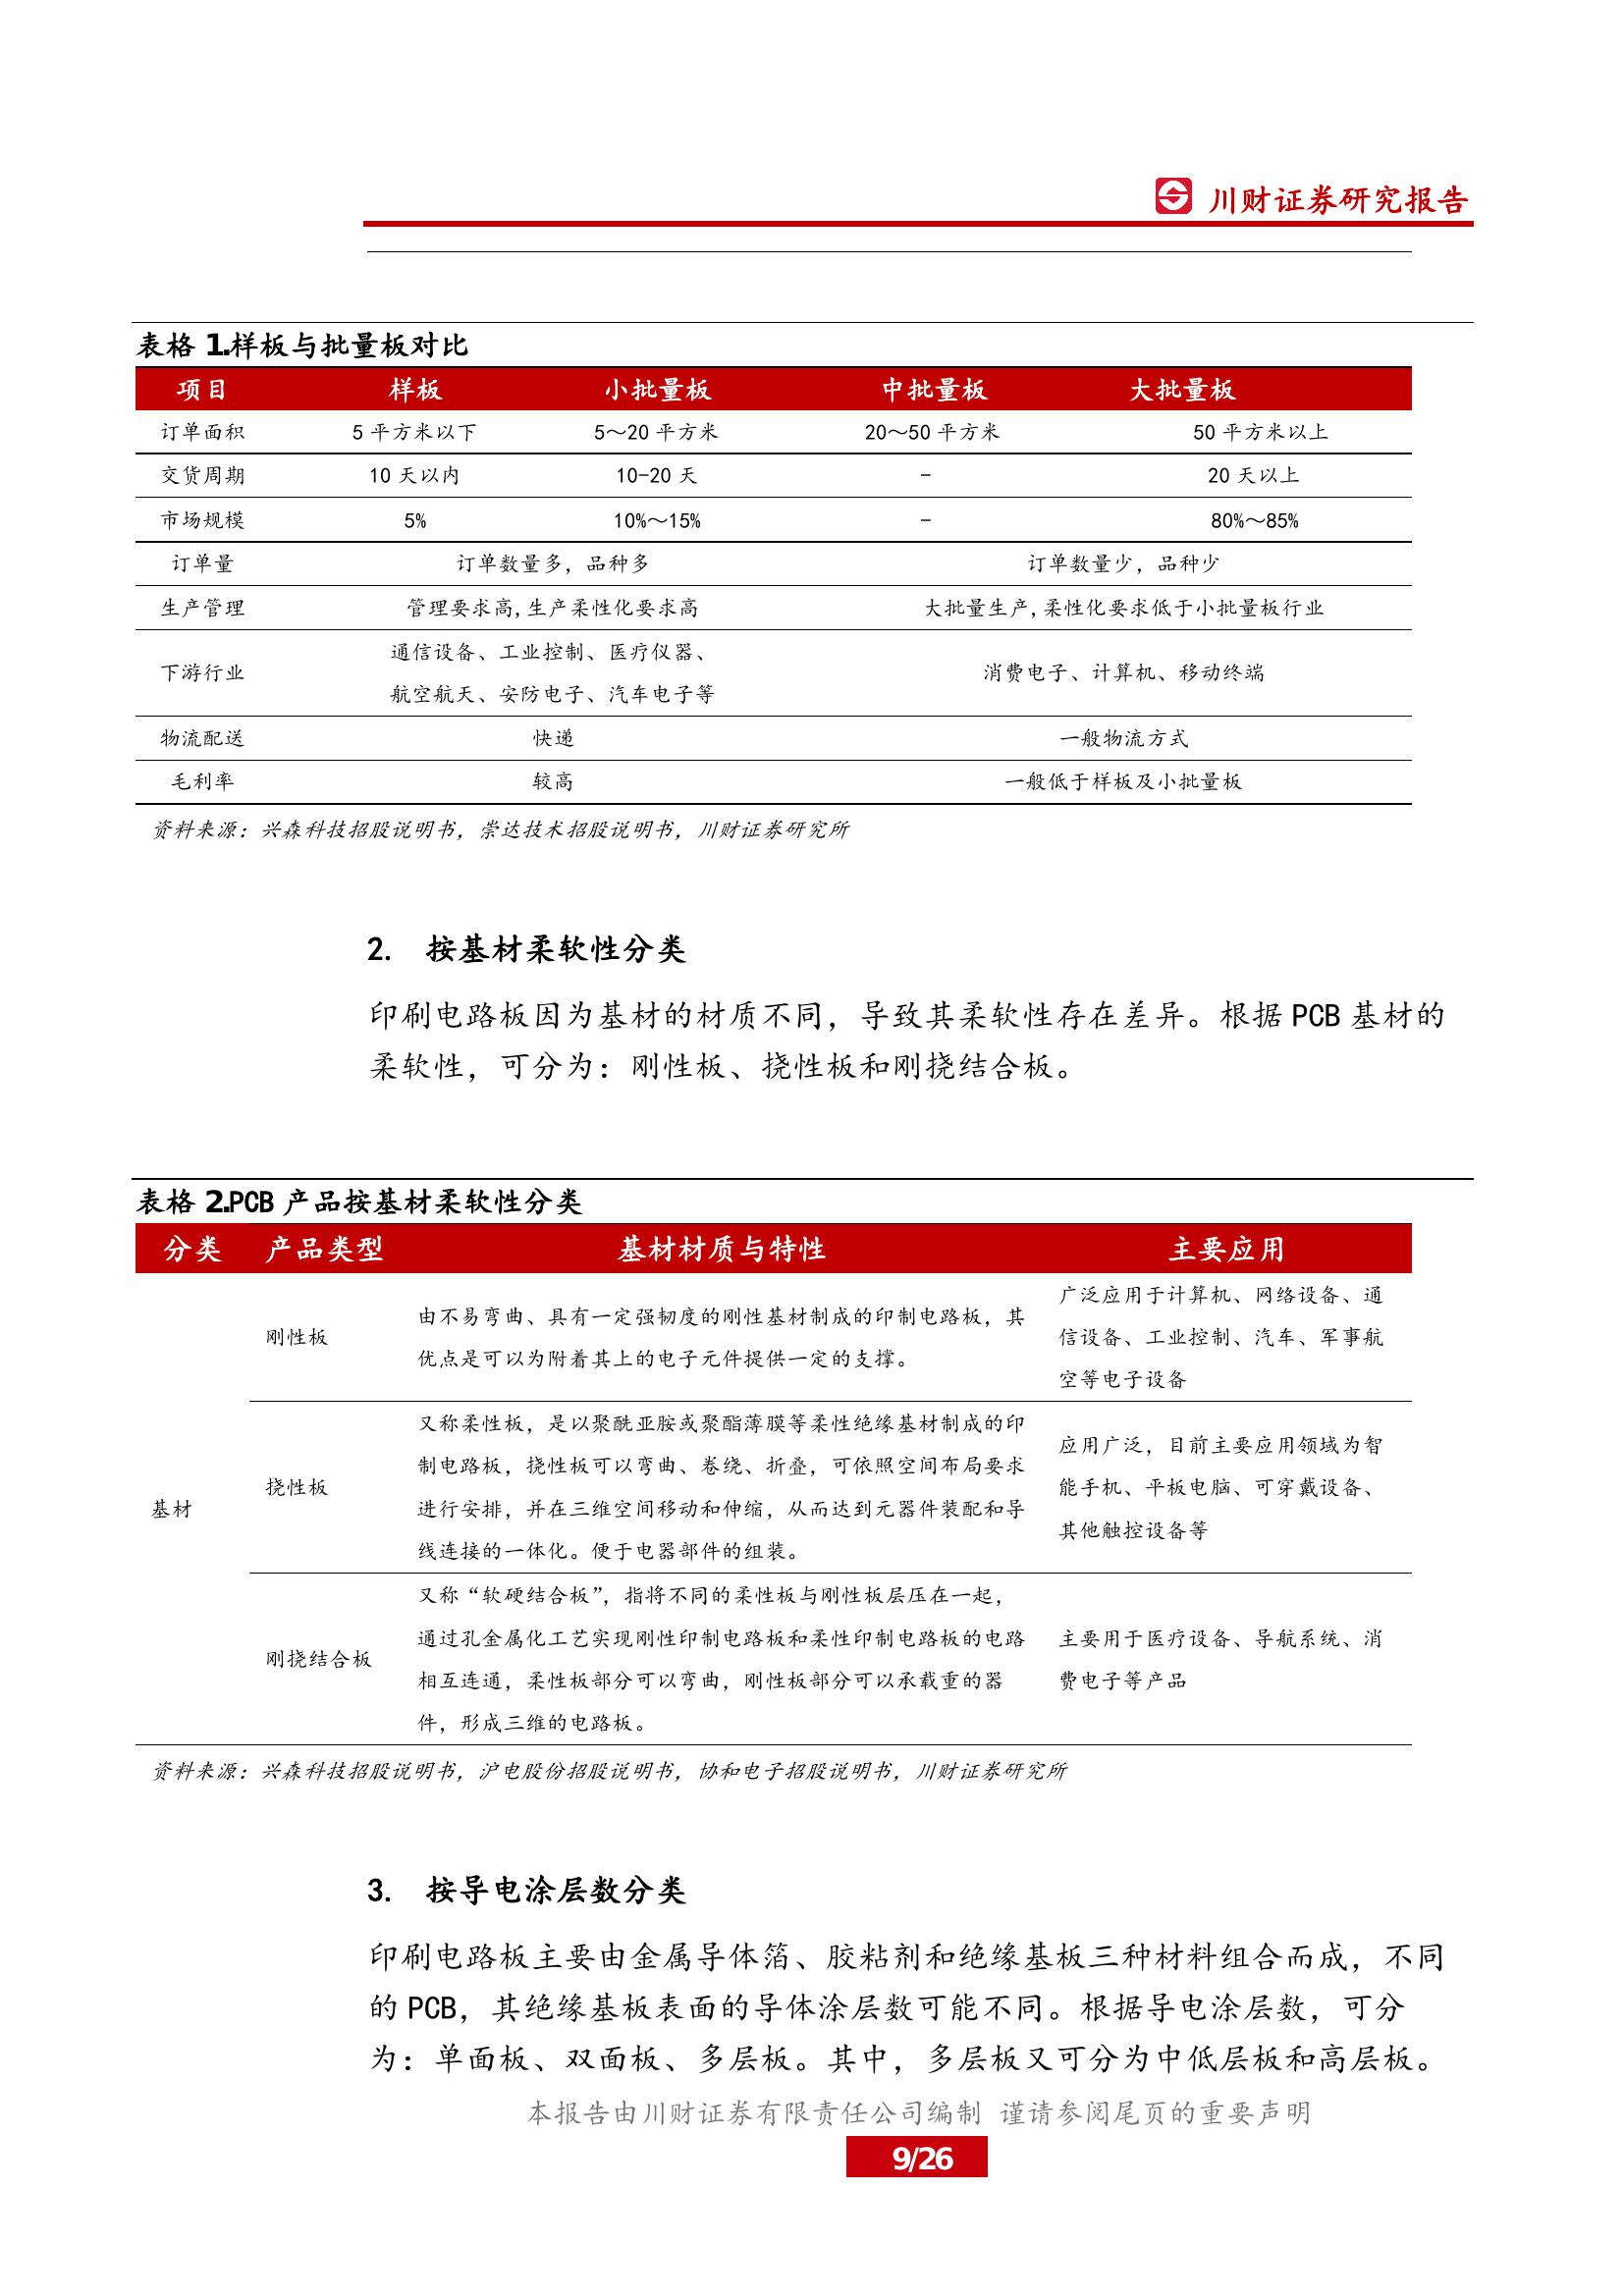 川财证券研究报告
表格 1.样板与批量板对比
项目 样板 小批量板 中批量板 大批量板
订单面积 5 平方米以下 5～20 平方米 20～50 平方米 50 平方米以上
交货周期 10 天以内 10-20 天 - 20 天以上
市场规模 5% 10%～15% - 80%～85%
订单量 订单数量多，品种多 订单数量少，品种少
生产管理 管理要求高,生产柔性化要求高 大批量生产,柔性化要求低于小批量板行业
下游行业 通信设备、工业控制、医疗仪器、
航空航天、安防电子、汽车电子等 消费电子、计算机、移动终端
物流配送 快递 一般物流方式
毛利率 较高 一般低于样板及小批量板
资料来源：兴森科技招股说明书，崇达技术招股说明书，川财证券研究所
2. 按基材柔软性分类
印刷电路板因为基材的材质不同，导致其柔软性存在差异。根据 PCB 基材的
柔软性，可分为：刚性板、挠性板和刚挠结合板。
表格 2.PCB 产品按基材柔软性分类
分类 产品类型 基材材质与特性 主要应用
基材
刚性板
由不易弯曲、具有一定强韧度的刚性基材制成的印制电路板，其
优点是可以为附着其上的电子元件提供一定的支撑。
广泛应用于计算机、网络设备、通
信设备、工业控制、汽车、军事航
空等电子设备
挠性板
又称柔性板，是以聚酰亚胺或聚酯薄膜等柔性绝缘基材制成的印
制电路板，挠性板可以弯曲、卷绕、折叠，可依照空间布局要求
进行安排，并在三维空间移动和伸缩，从而达到元器件装配和导
线连接的一体化。便于电器部件的组装。
应用广泛，目前主要应用领域为智
能手机、平板电脑、可穿戴设备、
其他触控设备等
刚挠结合板
又称“软硬结合板”，指将不同的柔性板与刚性板层压在一起，
通过孔金属化工艺实现刚性印制电路板和柔性印制电路板的电路
相互连通，柔性板部分可以弯曲，刚性板部分可以承载重的器
件，形成三维的电路板。
主要用于医疗设备、导航系统、消
费电子等产品
资料来源：兴森科技招股说明书，沪电股份招股说明书，协和电子招股说明书，川财证券研究所
3. 按导电涂层数分类
印刷电路板主要由金属导体箔、胶粘剂和绝缘基板三种材料组合而成，不同
的 PCB，其绝缘基板表面的导体涂层数可能不同。根据导电涂层数，可分
为：单面板、双面板、多层板。其中，多层板又可分为中低层板和高层板。
本报告由川财证券有限责任公司编制 谨请参阅尾页的重要声明
9/26